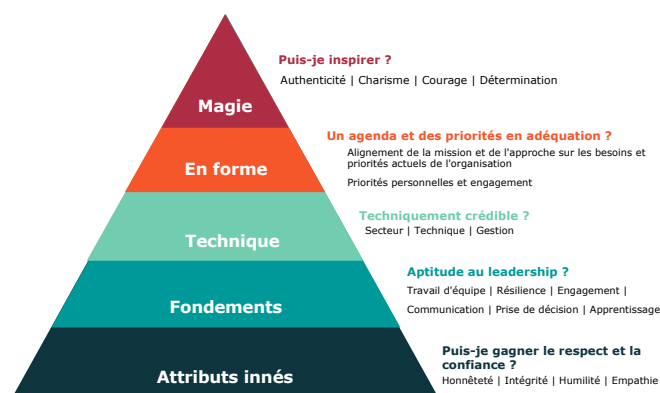 Puis-je inspirer ?
Authenticité | Charisme | Courage | Détermination
Magie
Un agenda et des priorités en adéquation ?
Alignement de la mission et de l'approche sur les besoins et
priorités actuels de l'organisation
En forme
Priorités personnelles et engagement
Techniquement crédible ?
Secteur | Technique | Gestion
Technique
Aptitude au leadership ?
Travail d'équipe | Résilience | Engagement |
Fondements
Communication | Prise de décision | Apprentissage
Puis-je gagner le respect et la
confiance ?
Attributs innés
Honnêteté | Intégrité | Humilité | Empathie